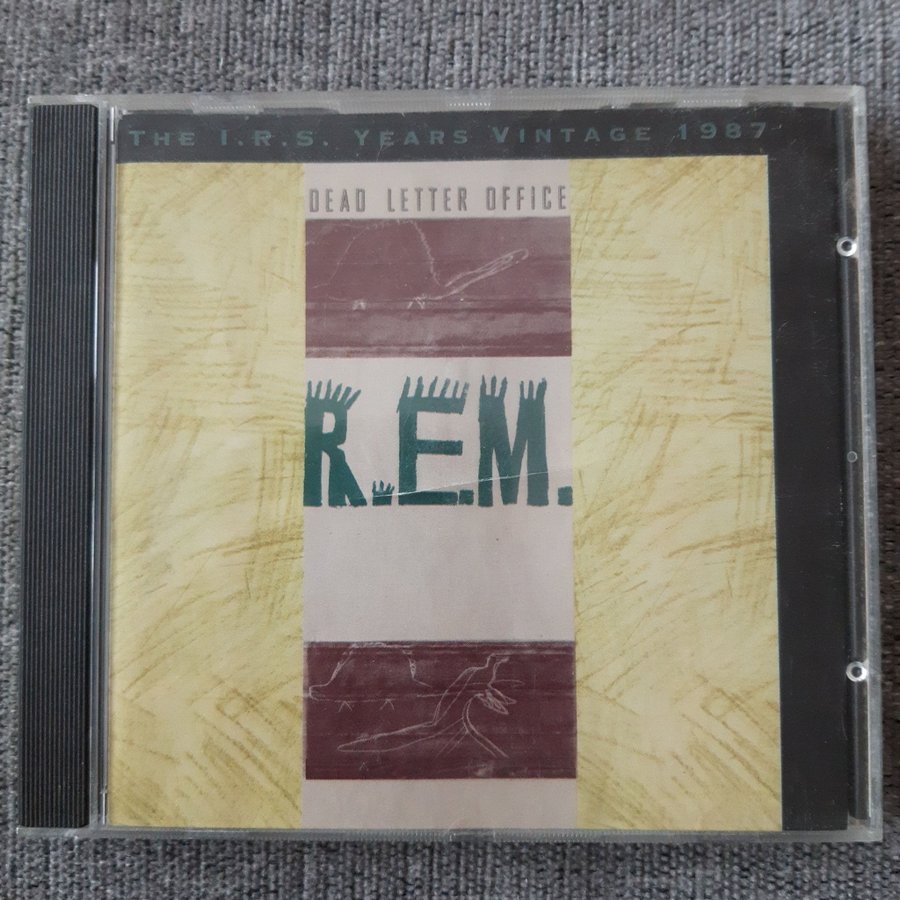 THE I.R.S. YEARS VINTAGE 1987
DEAD LETTER OFFICE
R.E.M.